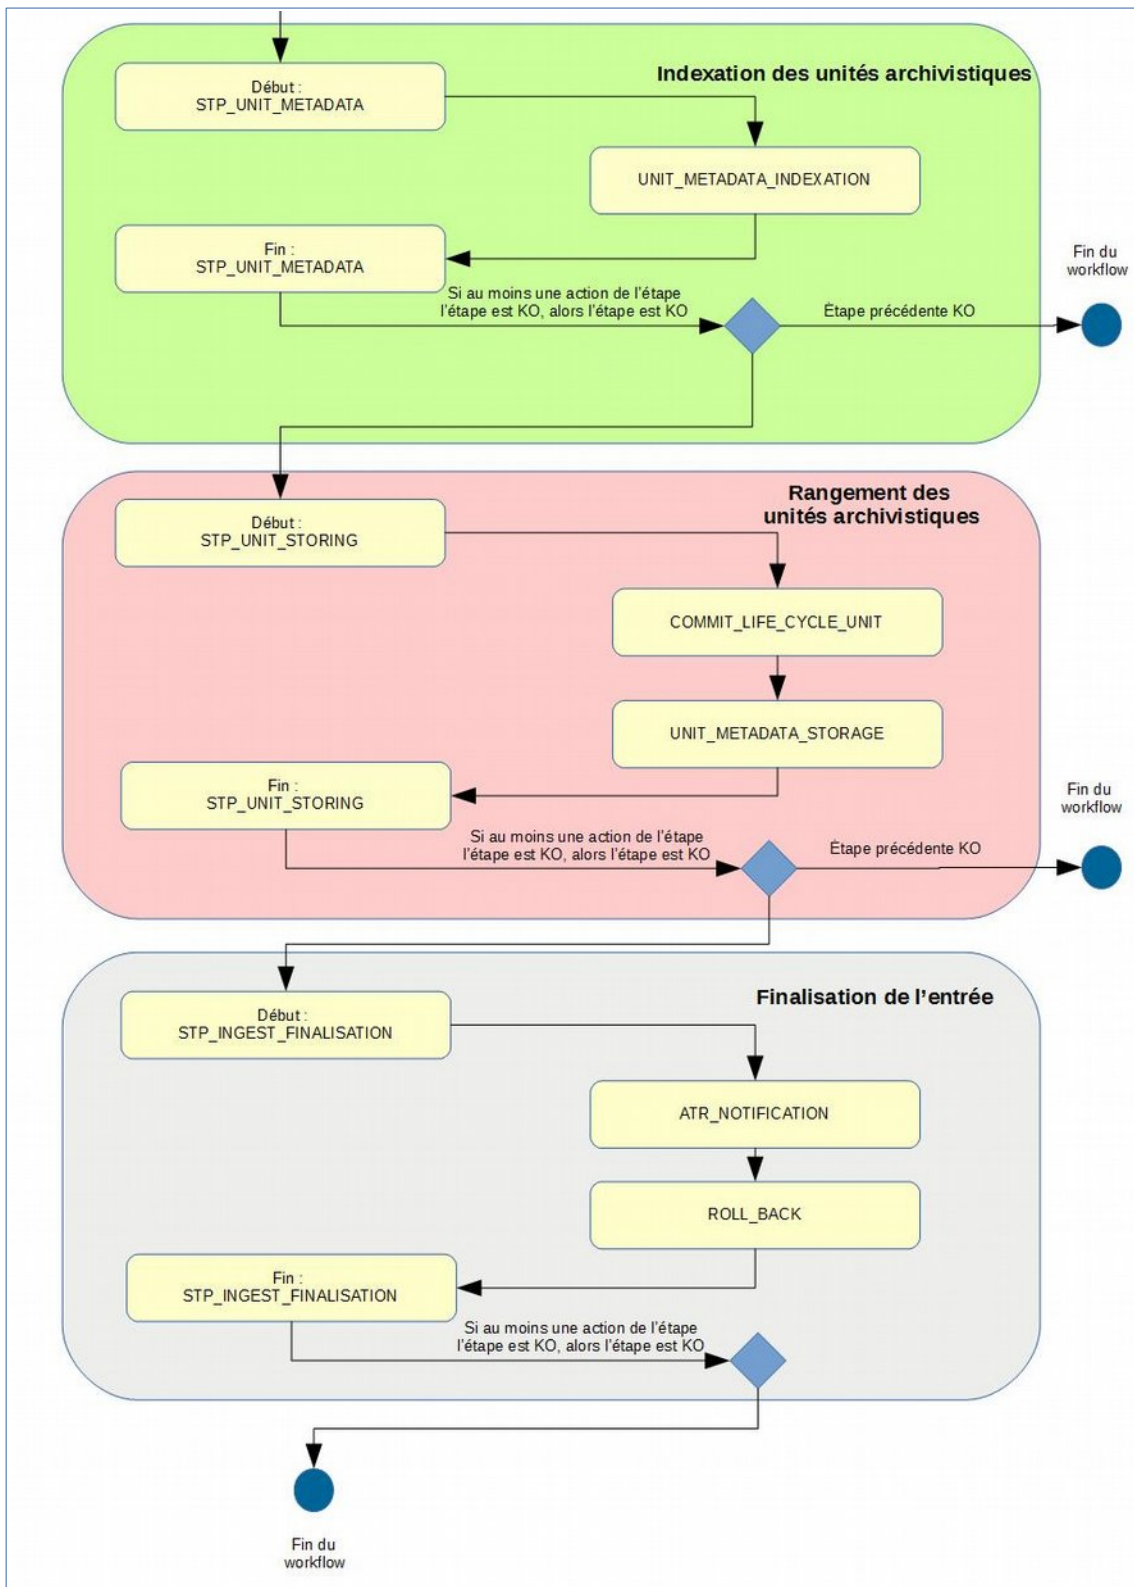 Indexation des unités archivistiques
Début :
STP_UNIT_METADATA
UNIT_METADATA_INDEXATION
Fin :
STP_UNIT_METADATA
Fin du
workflow
Si au moins une action de l'étape
l'étape est KO, alors l'étape est KO
Étape précédente KO
Rangement des
unités archivistiques
Début :
STP_UNIT_STORING
COMMIT_LIFE_CYCLE_UNIT
UNIT_METADATA_STORAGE
Fin :
STP_UNIT_STORING
Fin du
workflow
Si au moins une action de l'étape
l'étape est KO, alors l'étape est KO
Étape précédente KO
Finalisation de l'entrée
Début :
STP_INGEST_FINALISATION
ATR_NOTIFICATION
ROLL_BACK
Fin :
STP_INGEST_FINALISATION
Si au moins une action de l'étape
l'étape est KO, alors l'étape est KO
Fin du
workflow